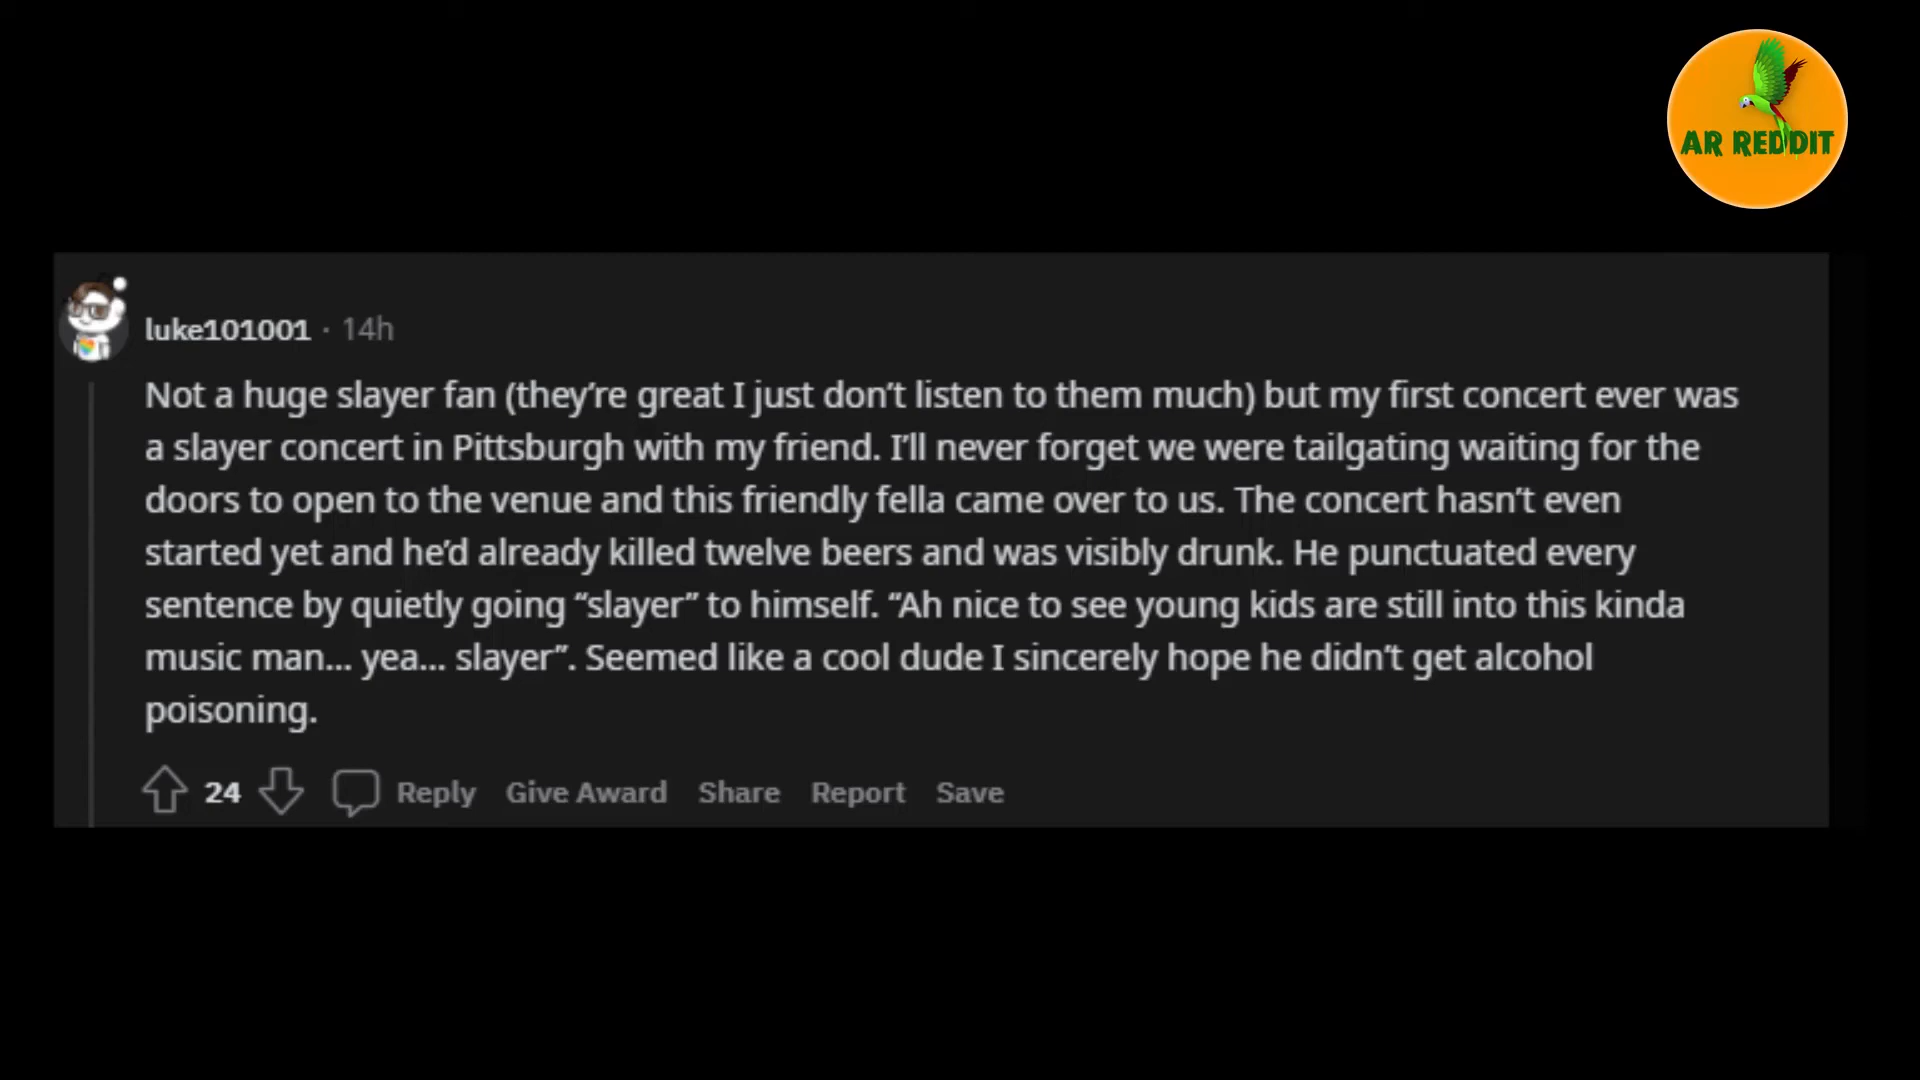 AR REDDIT
luke101001 · 14h
Not a huge slayer fan (they’re great I just don’t listen to them much) but my first concert ever was
a slayer concert in Pittsburgh with my friend. I’ll never forget we were tailgating waiting for the
doors to open to the venue and this friendly fella came over to us. The concert hasn’t even
started yet and he’d already killed twelve beers and was visibly drunk. He punctuated every
sentence by quietly going “slayer” to himself. “Ah nice to see young kids are still into this kinda
music man... yea... slayer”. Seemed like a cool dude I sincerely hope he didn’t get alcohol
poisoning.
24 Reply Give Award Share Report Save